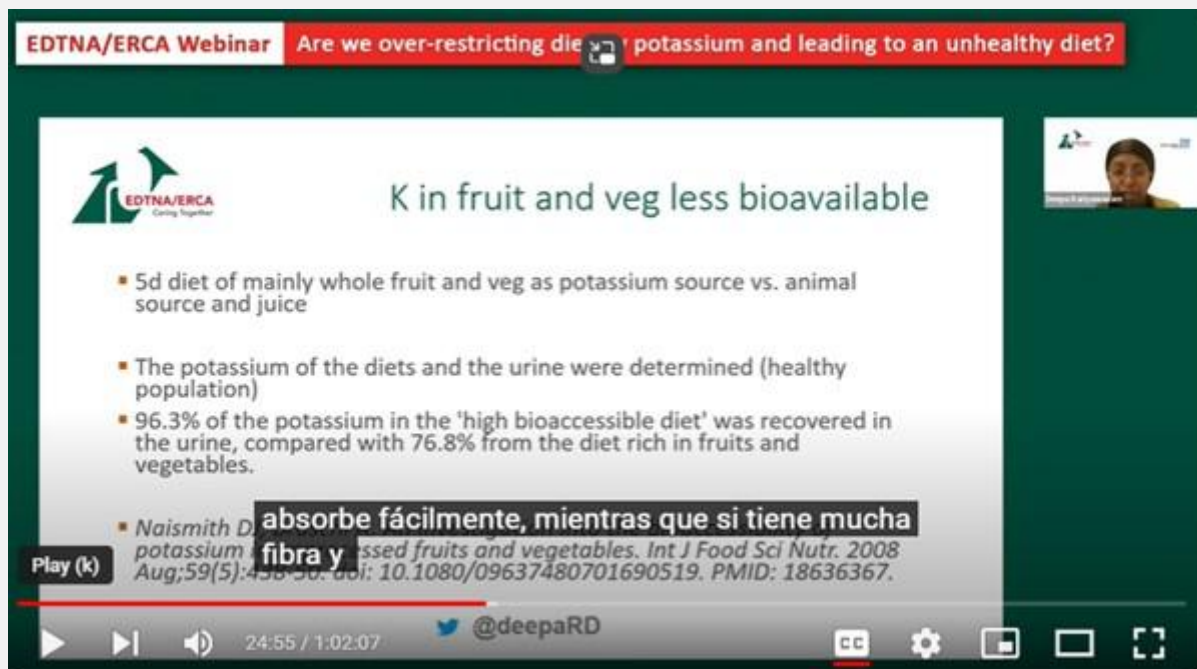 EDTNA/ERCA Webinar Are we over-restricting die potassium and leading to an unhealthy diet?
EDTNA/ERCA
Caring Together
K in fruit and veg less bioavailable
▪ 5d diet of mainly whole fruit and veg as potassium source vs. animal
source and juice
▪ The potassium of the diets and the urine were determined (healthy
population)
▪ 96.3% of the potassium in the 'high bioaccessible diet' was recovered in
the urine, compared with 76.8% from the diet rich in fruits and
vegetables.
▪ Naismith
absorbe fácilmente, mientras que si tiene mucha
fibra y
potassium fruits and vegetables. Int J Food Sci Nutr. 2008
Aug;59(5): doi: 10.1080/09637480701690519. PMID: 18636367.
Play (k)
@deepaRD
24:55 / 1:02:07
CC